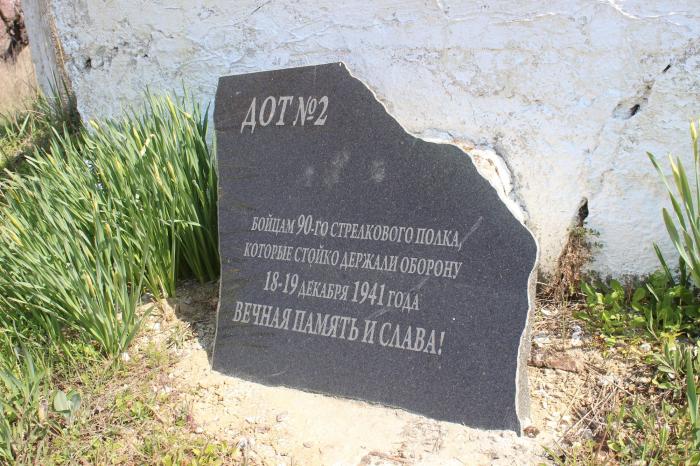 ДОТ №2
БОЙЦАМ 90-ГО СТРЕЛКОВОГО ПОЛКА,
КОТОРЫЕ СТОЙКО ДЕРЖАЛИ ОБОРОНУ
18-19 ДЕКАБРЯ 1941 ГОДА
ВЕЧНАЯ ПАМЯТЬ И СЛАВА!